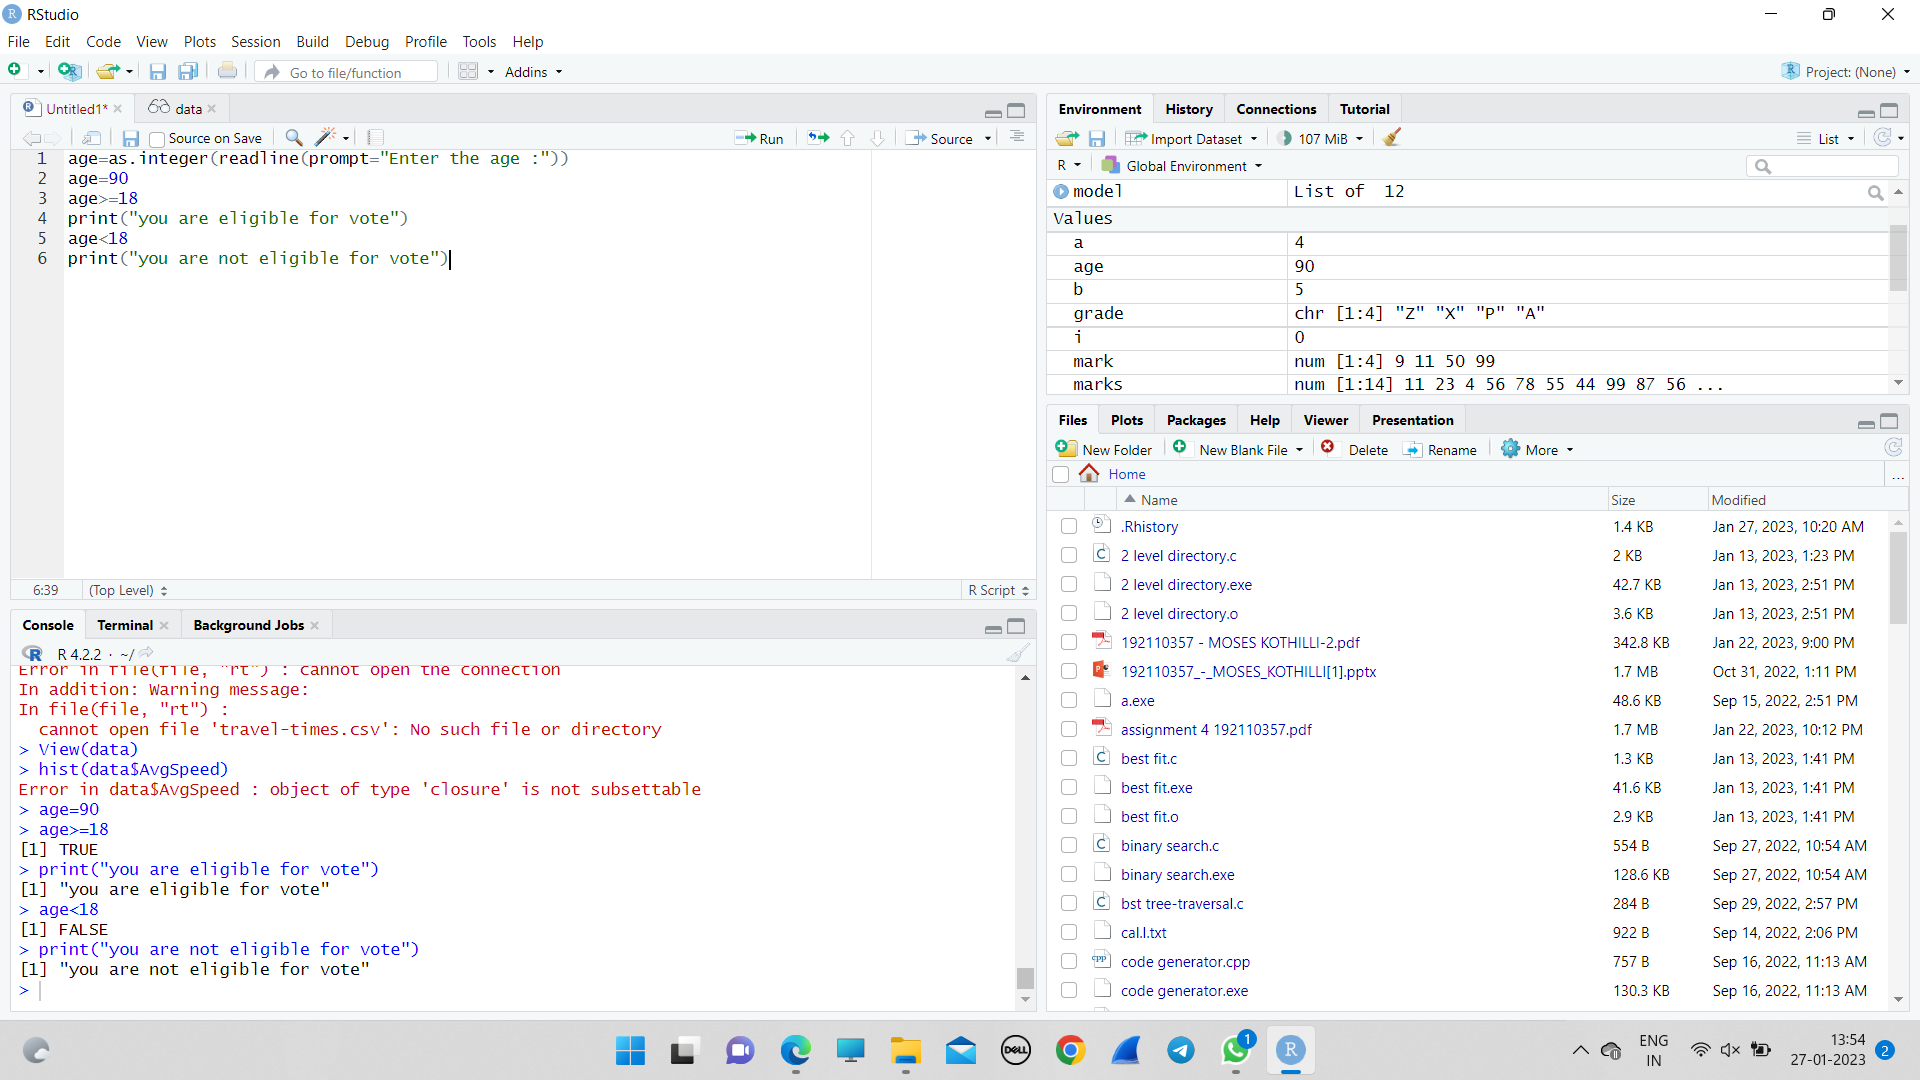 RStudio
File Edit Code View Plots Session Build Debug Profile Tools Help
Go to file/function Addins Project: (None)
Untitled1* data
Source on Save Run Source
1 age=as.integer(readline(prompt="Enter the age :"))
2 age=90
3 age>=18
4 print("you are eligible for vote")
5 age<18
6 print("you are not eligible for vote")
6:39 (Top Level) R Script
Console Terminal Background Jobs
R 4.2.2 · ~/
Error in file(file, "rt") : cannot open the connection
In addition: Warning message:
In file(file, "rt") :
cannot open file 'travel-times.csv': No such file or directory
> View(data)
> hist(data$AvgSpeed)
Error in data$AvgSpeed : object of type 'closure' is not subsettable
> age=90
> age>=18
[1] TRUE
> print("you are eligible for vote")
[1] "you are eligible for vote"
> age<18
[1] FALSE
> print("you are not eligible for vote")
[1] "you are not eligible for vote"
>
Environment History Connections Tutorial
Import Dataset 107 MiB List
R Global Environment
model List of 12
Values
a 4
age 90
b 5
grade chr [1:4] "Z" "X" "P" "A"
i 0
mark num [1:4] 9 11 50 99
marks num [1:14] 11 23 4 56 78 55 44 99 87 56 ...
Files Plots Packages Help Viewer Presentation
New Folder New Blank File Delete Rename More
Home ...
Name Size Modified
.Rhistory 1.4 KB Jan 27, 2023, 10:20 AM
2 level directory.c 2 KB Jan 13, 2023, 1:23 PM
2 level directory.exe 42.7 KB Jan 13, 2023, 2:51 PM
2 level directory.o 3.6 KB Jan 13, 2023, 2:51 PM
192110357 - MOSES KOTHILLI-2.pdf 342.8 KB Jan 22, 2023, 9:00 PM
192110357_-_MOSES_KOTHILLI[1].pptx 1.7 MB Oct 31, 2022, 1:11 PM
a.exe 48.6 KB Sep 15, 2022, 2:51 PM
assignment 4 192110357.pdf 1.7 MB Jan 22, 2023, 10:12 PM
best fit.c 1.3 KB Jan 13, 2023, 1:41 PM
best fit.exe 41.6 KB Jan 13, 2023, 1:41 PM
best fit.o 2.9 KB Jan 13, 2023, 1:41 PM
binary search.c 554 B Sep 27, 2022, 10:54 AM
binary search.exe 128.6 KB Sep 27, 2022, 10:54 AM
bst tree-traversal.c 284 B Sep 29, 2022, 2:57 PM
cal.l.txt 922 B Sep 14, 2022, 2:06 PM
code generator.cpp 757 B Sep 16, 2022, 11:13 AM
code generator.exe 130.3 KB Sep 16, 2022, 11:13 AM
DELL 1 R
ENG
IN
13:54
27-01-2023
2